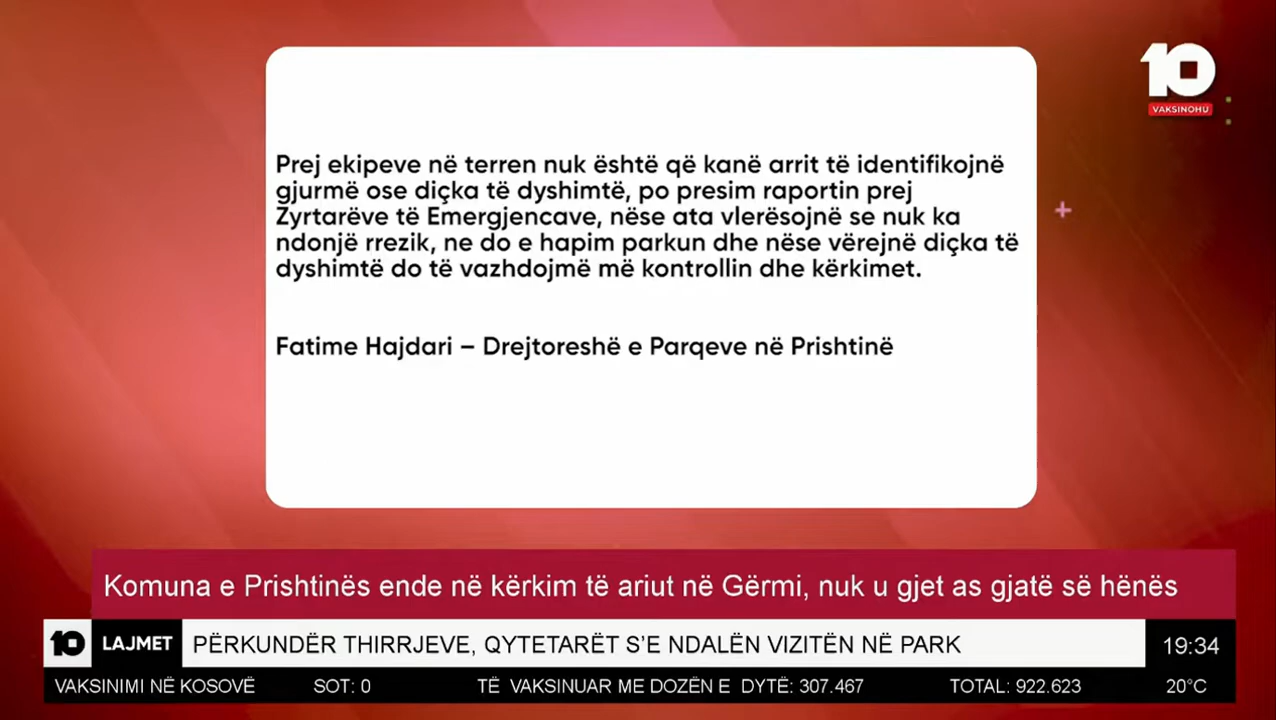 10
VAKSINOHU
Prej ekipeve në terren nuk është që kanë arrit të identifikojnë
gjurmë ose diçka të dyshimtë, po presim raportin prej
Zyrtarëve të Emergjencave, nëse ata vlerësojnë se nuk ka
ndonjë rrezik, ne do e hapim parkun dhe nëse vërejnë diçka të
dyshimtë do të vazhdojmë më kontrollin dhe kërkimet.
Fatime Hajdari – Drejtoreshë e Parqeve në Prishtinë
Komuna e Prishtinës ende në kërkim të ariut në Gërmi, nuk u gjet as gjatë së hënës
10 LAJMET PËRKUNDËR THIRRJEVE, QYTETARËT S'E NDALËN VIZITËN NË PARK 19:34
VAKSINIMI NË KOSOVË SOT: 0 TË VAKSINUAR ME DOZËN E DYTË: 307.467 TOTAL: 922.623 20°C